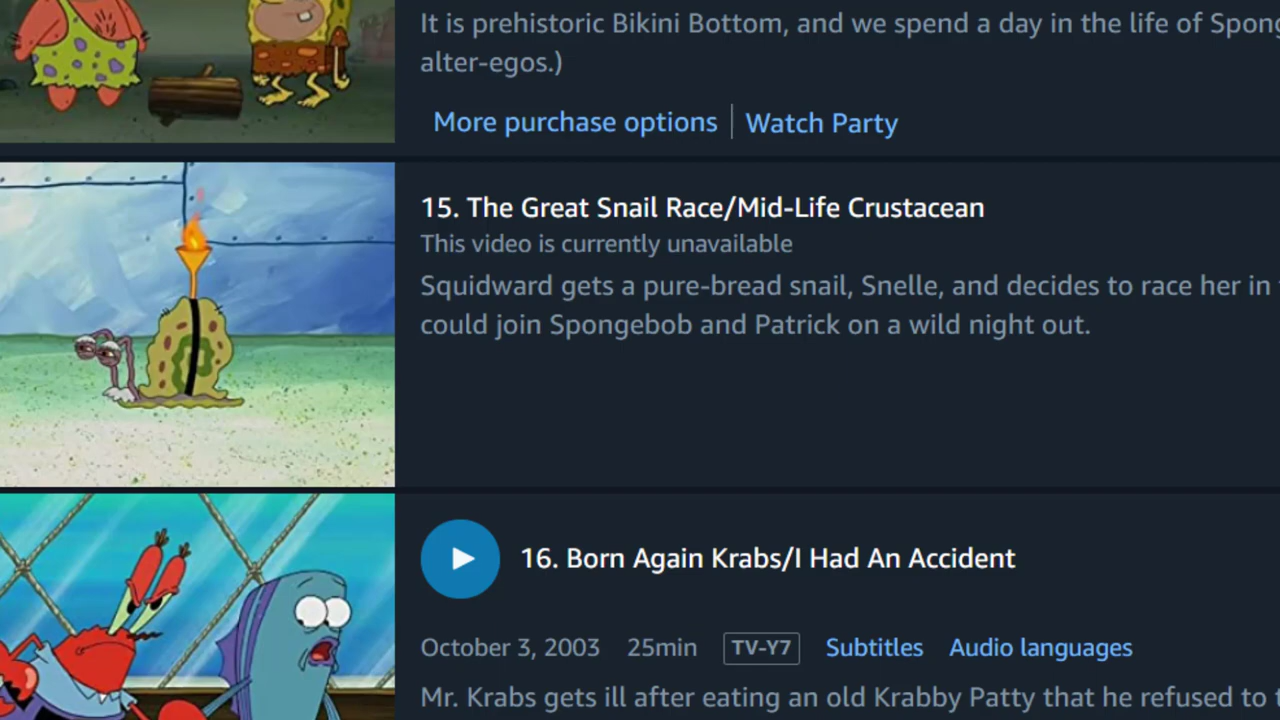 It is prehistoric Bikini Bottom, and we spend a day in the life of
alter-egos.)
More purchase options Watch Party
15. The Great Snail Race/Mid-Life Crustacean
This video is currently unavailable
Squidward gets a pure-bread snail, Snelle, and decides to race her in
could join Spongebob and Patrick on a wild night out.
16. Born Again Krabs/I Had An Accident
October 3, 2003 25min TV-Y7 Subtitles Audio languages
Mr. Krabs gets ill after eating an old Krabby Patty that he refused to